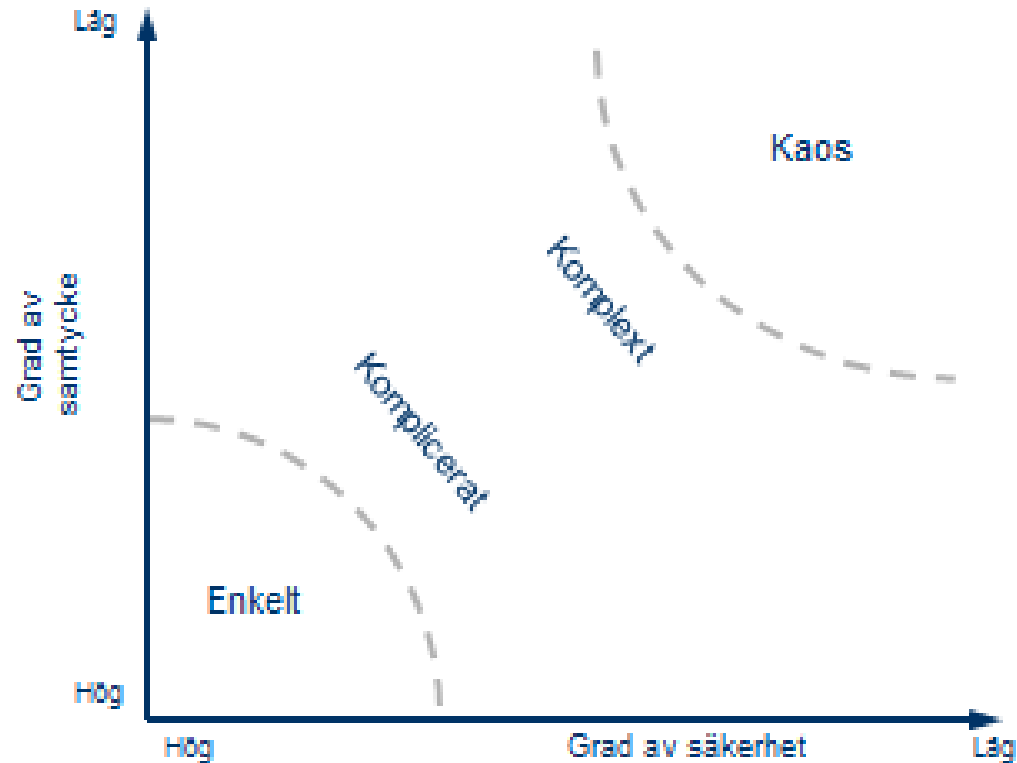 Låg
Kaos
Komplext
Grad av
samtycke
Komplicerat
Enkelt
Hög
Hög
Grad av säkerhet
Låg